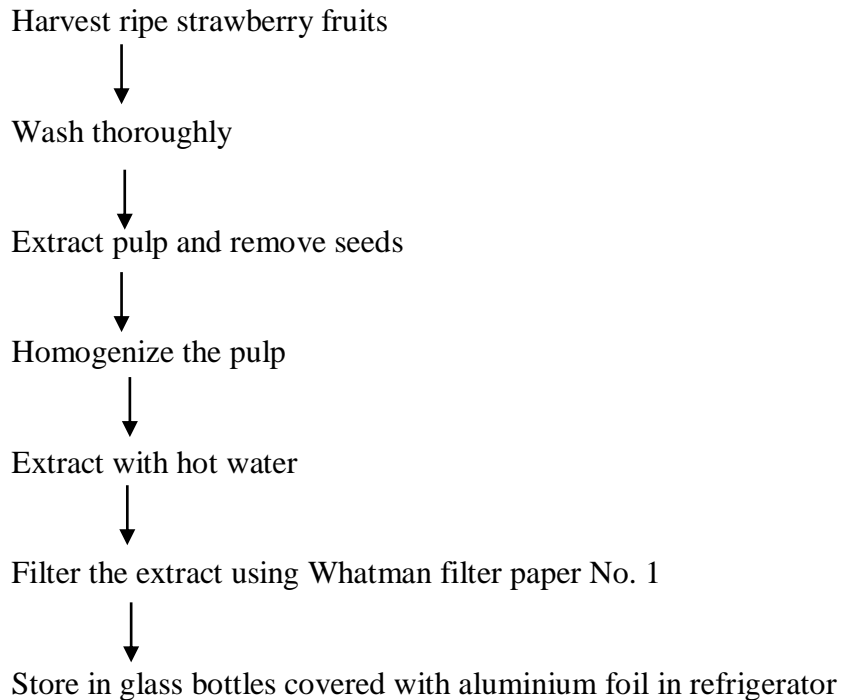 Harvest ripe strawberry fruits
Wash thoroughly
Extract pulp and remove seeds
Homogenize the pulp
Extract with hot water
Filter the extract using Whatman filter paper No. 1
Store in glass bottles covered with aluminium foil in refrigerator